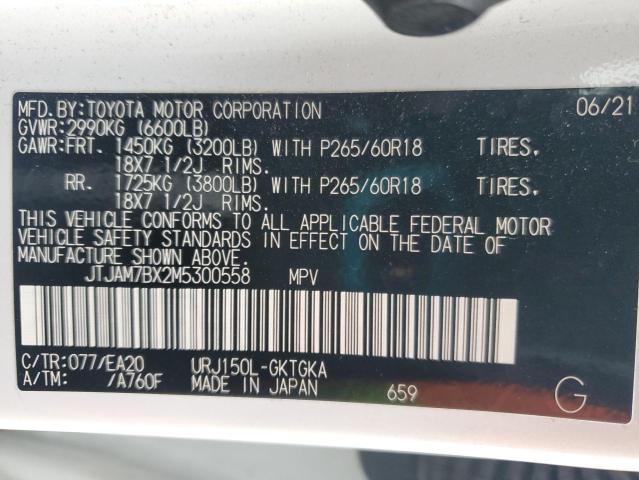 MFD.BY:TOYOTA MOTOR CORPORATION 06/21
GVWR:2990KG (6600LB)
GAWR:FRT. 1450KG (3200LB) WITH P265/60R18 TIRES,
18X7 1/2J RIMS.
RR. 1725KG (3800LB) WITH P265/60R18 TIRES,
18X7 1/2J RIMS.
THIS VEHICLE CONFORMS TO ALL APPLICABLE FEDERAL MOTOR
VEHICLE SAFETY STANDARDS IN EFFECT ON THE DATE OF
MANUFACTURE SHOWN ABOVE.
JTJAM7BX2M5300558 MPV
C/TR:077/EA20 URJ150L-GKTGKA
A/TM: /A760F MADE IN JAPAN 659 G